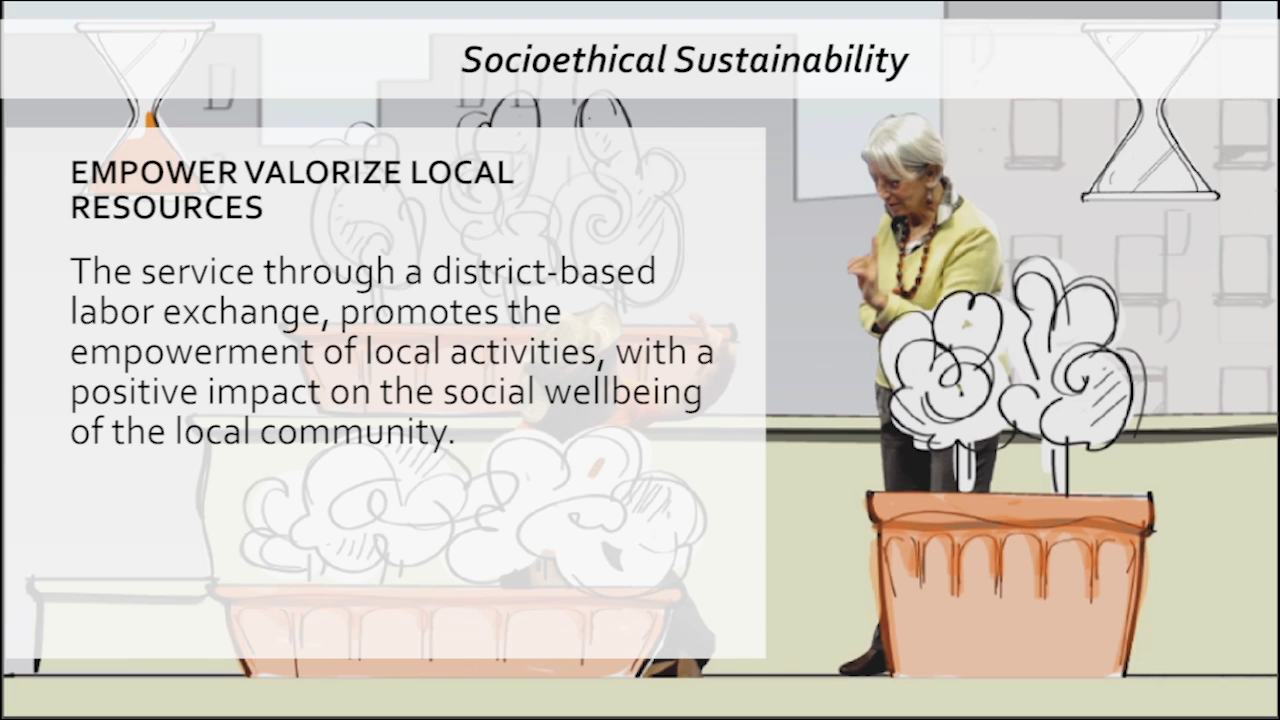 Socioethical Sustainability
EMPOWER VALORIZE LOCAL
RESOURCES
The service through a district-based
labor exchange, promotes the
empowerment of local activities, with a
positive impact on the social wellbeing
of the local community.